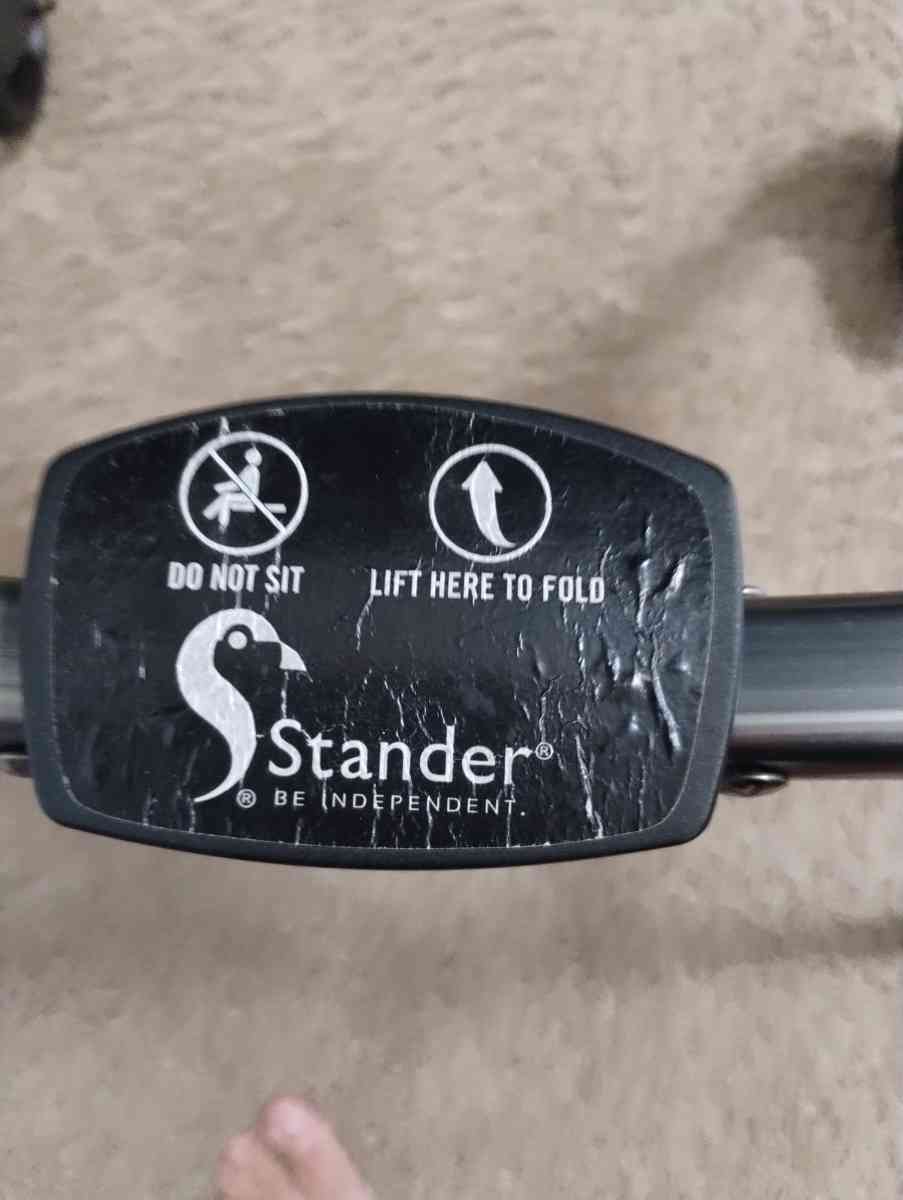 DO NOT SIT
LIFT HERE TO FOLD
Stander®
® BE INDEPENDENT.